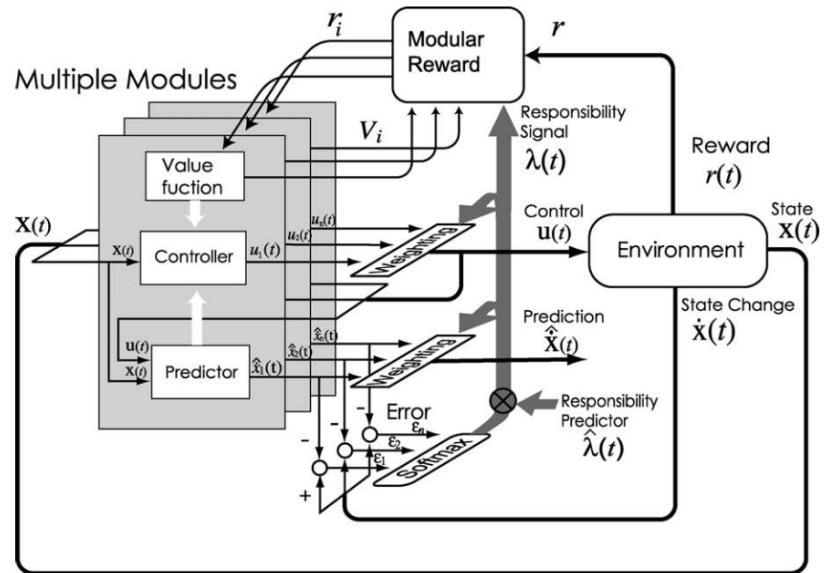 r_i
Modular
Reward
r
Multiple Modules
V_i
Responsibility
Signal
λ(t)
Reward
r(t)
Value
fuction
X(t)
x(t)
Controller
u_1(t)
u_2(t)
u_n(t)
Weighting
Control
u(t)
Environment
State
x(t)
State Change
ẋ(t)
u(t)
x(t)
Predictor
x̂̇_1(t)
x̂̇_2(t)
x̂̇_n(t)
Weighting
Prediction
x̂̇(t)
Responsibility
Predictor
λ̂(t)
Error
-
-
-
+
ε_1
ε_2
ε_n
Softmax